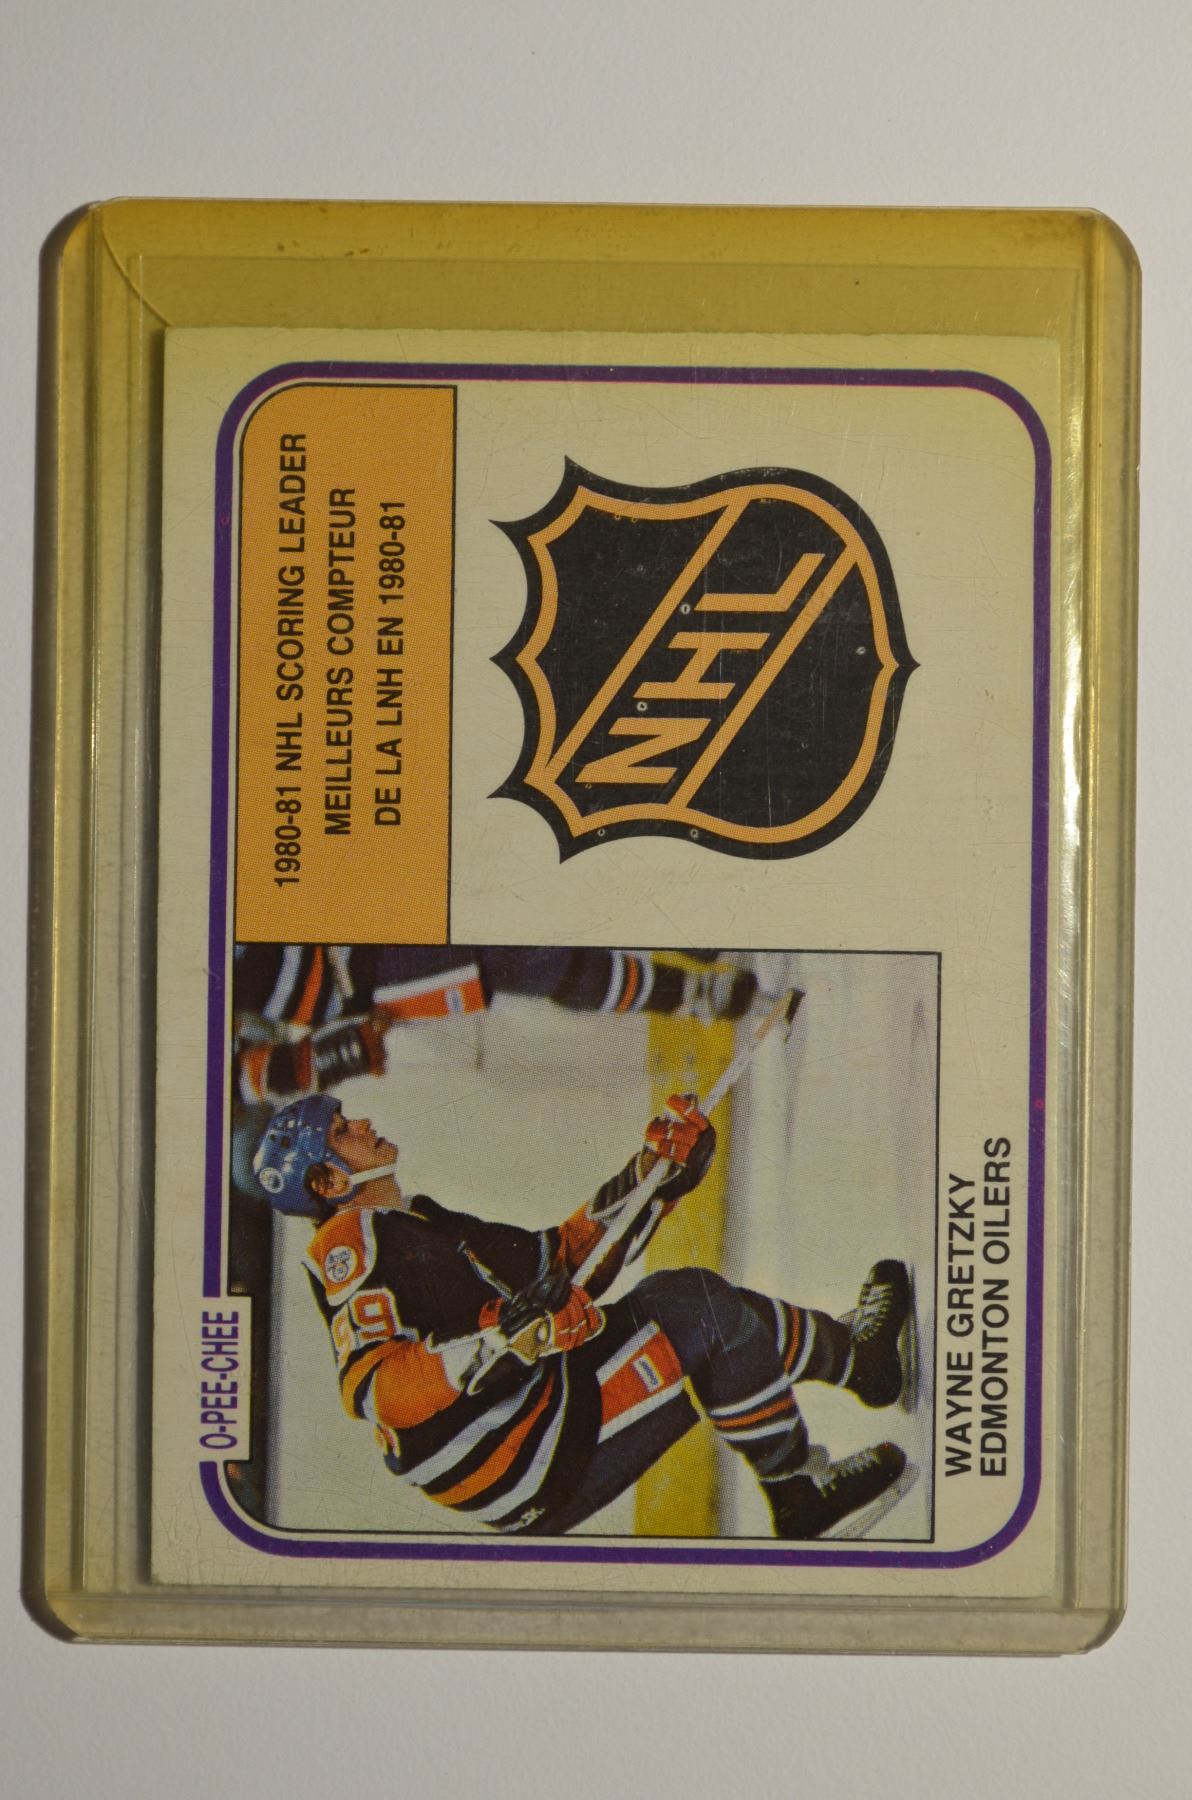 O-PEE-CHEE
1980-81 NHL SCORING LEADER
MEILLEURS COMPTEUR
DE LA LNH EN 1980-81
NHL
99
WAYNE GRETZKY
EDMONTON OILERS